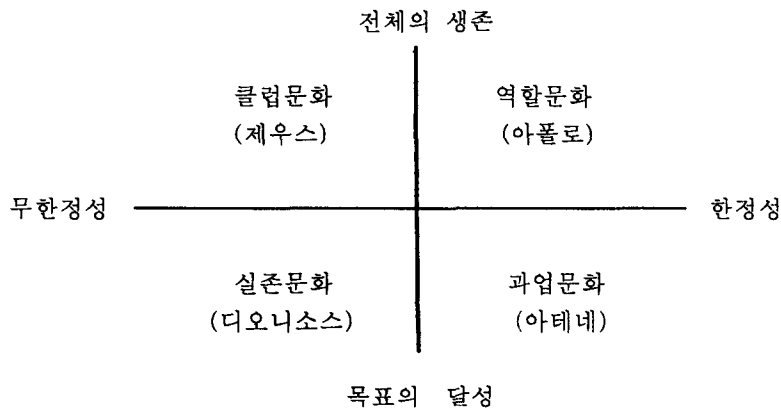 전체의 생존
클럽문화 역할문화
(제우스) (아폴로)
무한정성 한정성
실존문화 과업문화
(디오니소스) (아테네)
목표의 달성